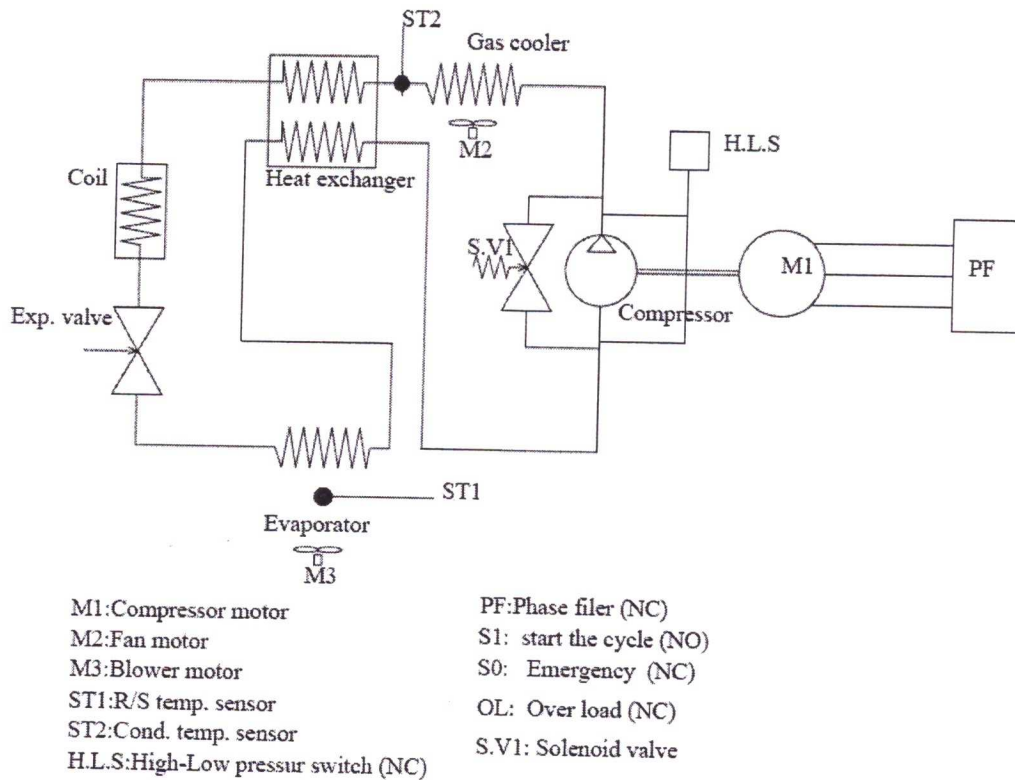 ST2
Gas cooler
M2
H.L.S
Coil
Heat exchanger
S.V1
M1
PF
Exp. valve
Compressor
ST1
Evaporator
M3
M1:Compressor motor
M2:Fan motor
M3:Blower motor
ST1:R/S temp. sensor
ST2:Cond. temp. sensor
H.L.S:High-Low pressur switch (NC)
PF:Phase filer (NC)
S1: start the cycle (NO)
S0: Emergency (NC)
OL: Over load (NC)
S.V1: Solenoid valve